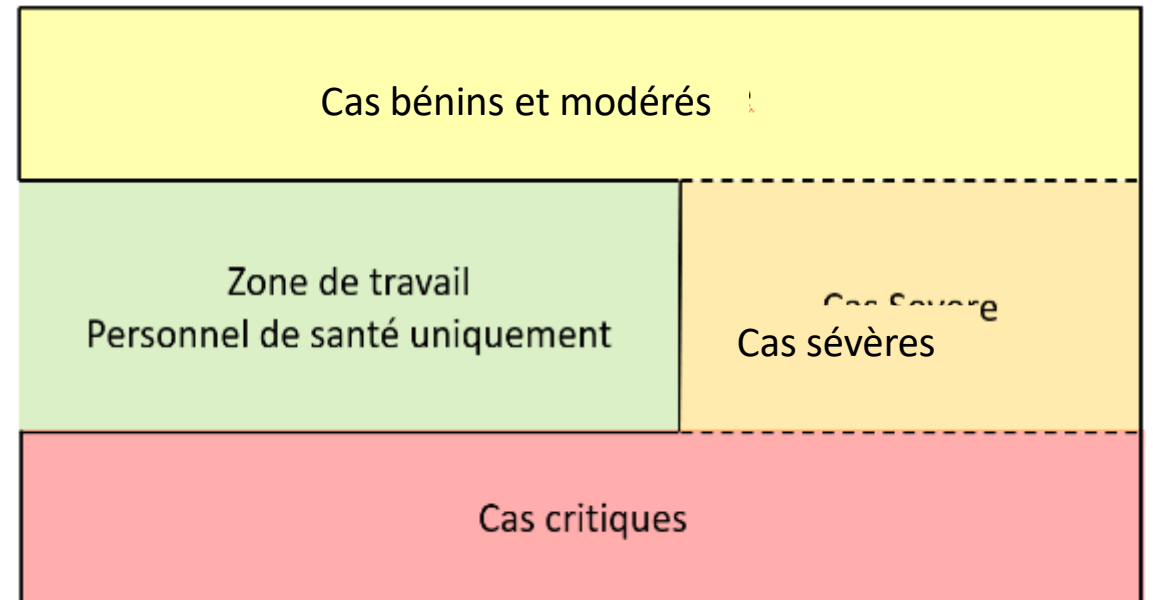 Cas bénins et modérés
Zone de travail
Personnel de santé uniquement
Cas sévères
Cas critiques